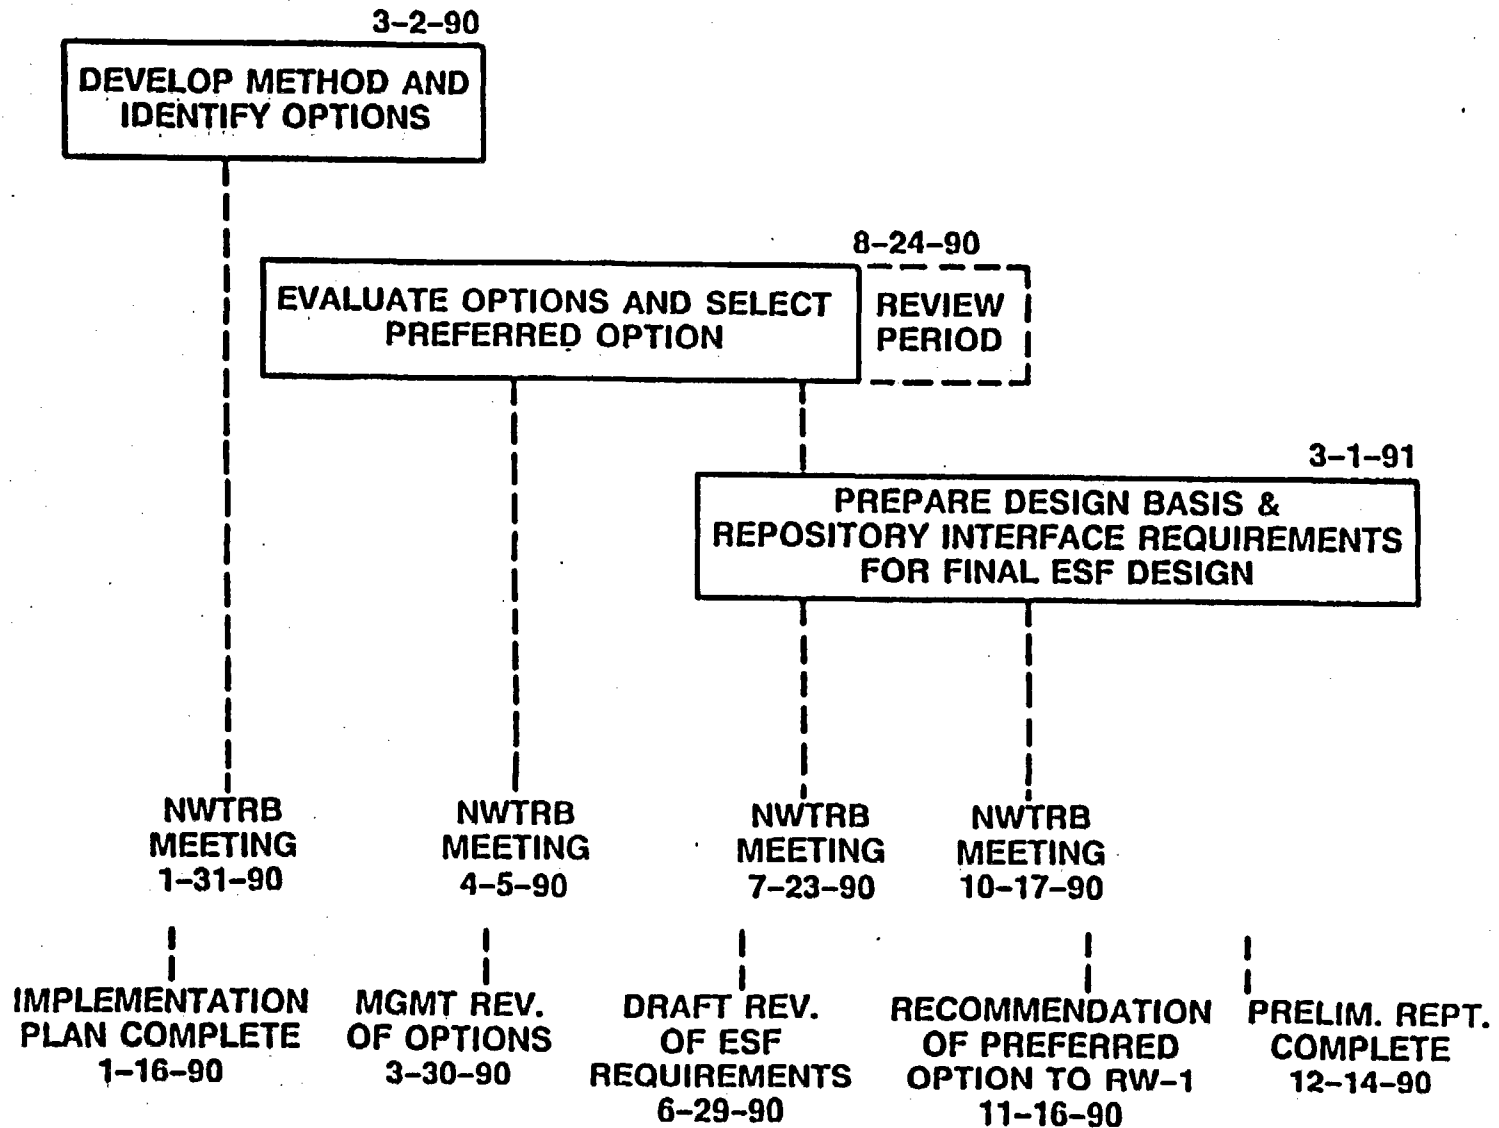 3-2-90
DEVELOP METHOD AND
IDENTIFY OPTIONS
8-24-90
EVALUATE OPTIONS AND SELECT
PREFERRED OPTION
REVIEW
PERIOD
3-1-91
PREPARE DESIGN BASIS &
REPOSITORY INTERFACE REQUIREMENTS
FOR FINAL ESF DESIGN
NWTRB
MEETING
1-31-90
NWTRB
MEETING
4-5-90
NWTRB
MEETING
7-23-90
NWTRB
MEETING
10-17-90
IMPLEMENTATION
PLAN COMPLETE
1-16-90
MGMT REV.
OF OPTIONS
3-30-90
DRAFT REV.
OF ESF
REQUIREMENTS
6-29-90
RECOMMENDATION
OF PREFERRED
OPTION TO RW-1
11-16-90
PRELIM. REPT.
COMPLETE
12-14-90